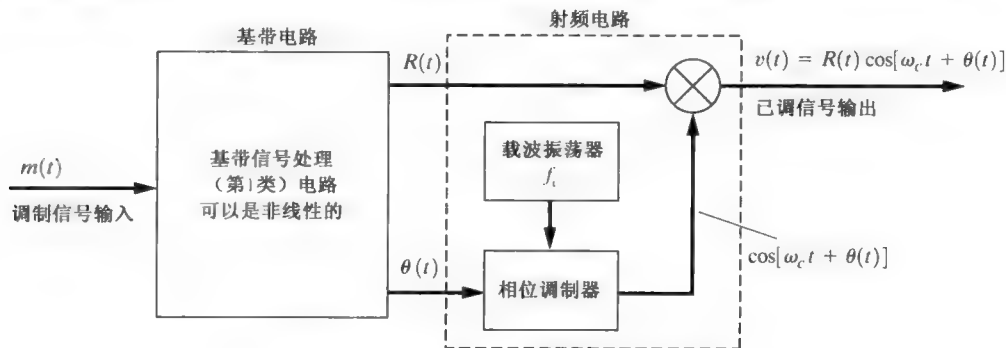 射频电路
基带电路
R(t)
v(t) = R(t) cos[ω_c t + θ(t)]
已调信号输出
基带信号处理
（第1类）电路
可以是非线性的
载波振荡器
f_c
m(t)
调制信号输入
θ(t)
相位调制器
cos[ω_c t + θ(t)]